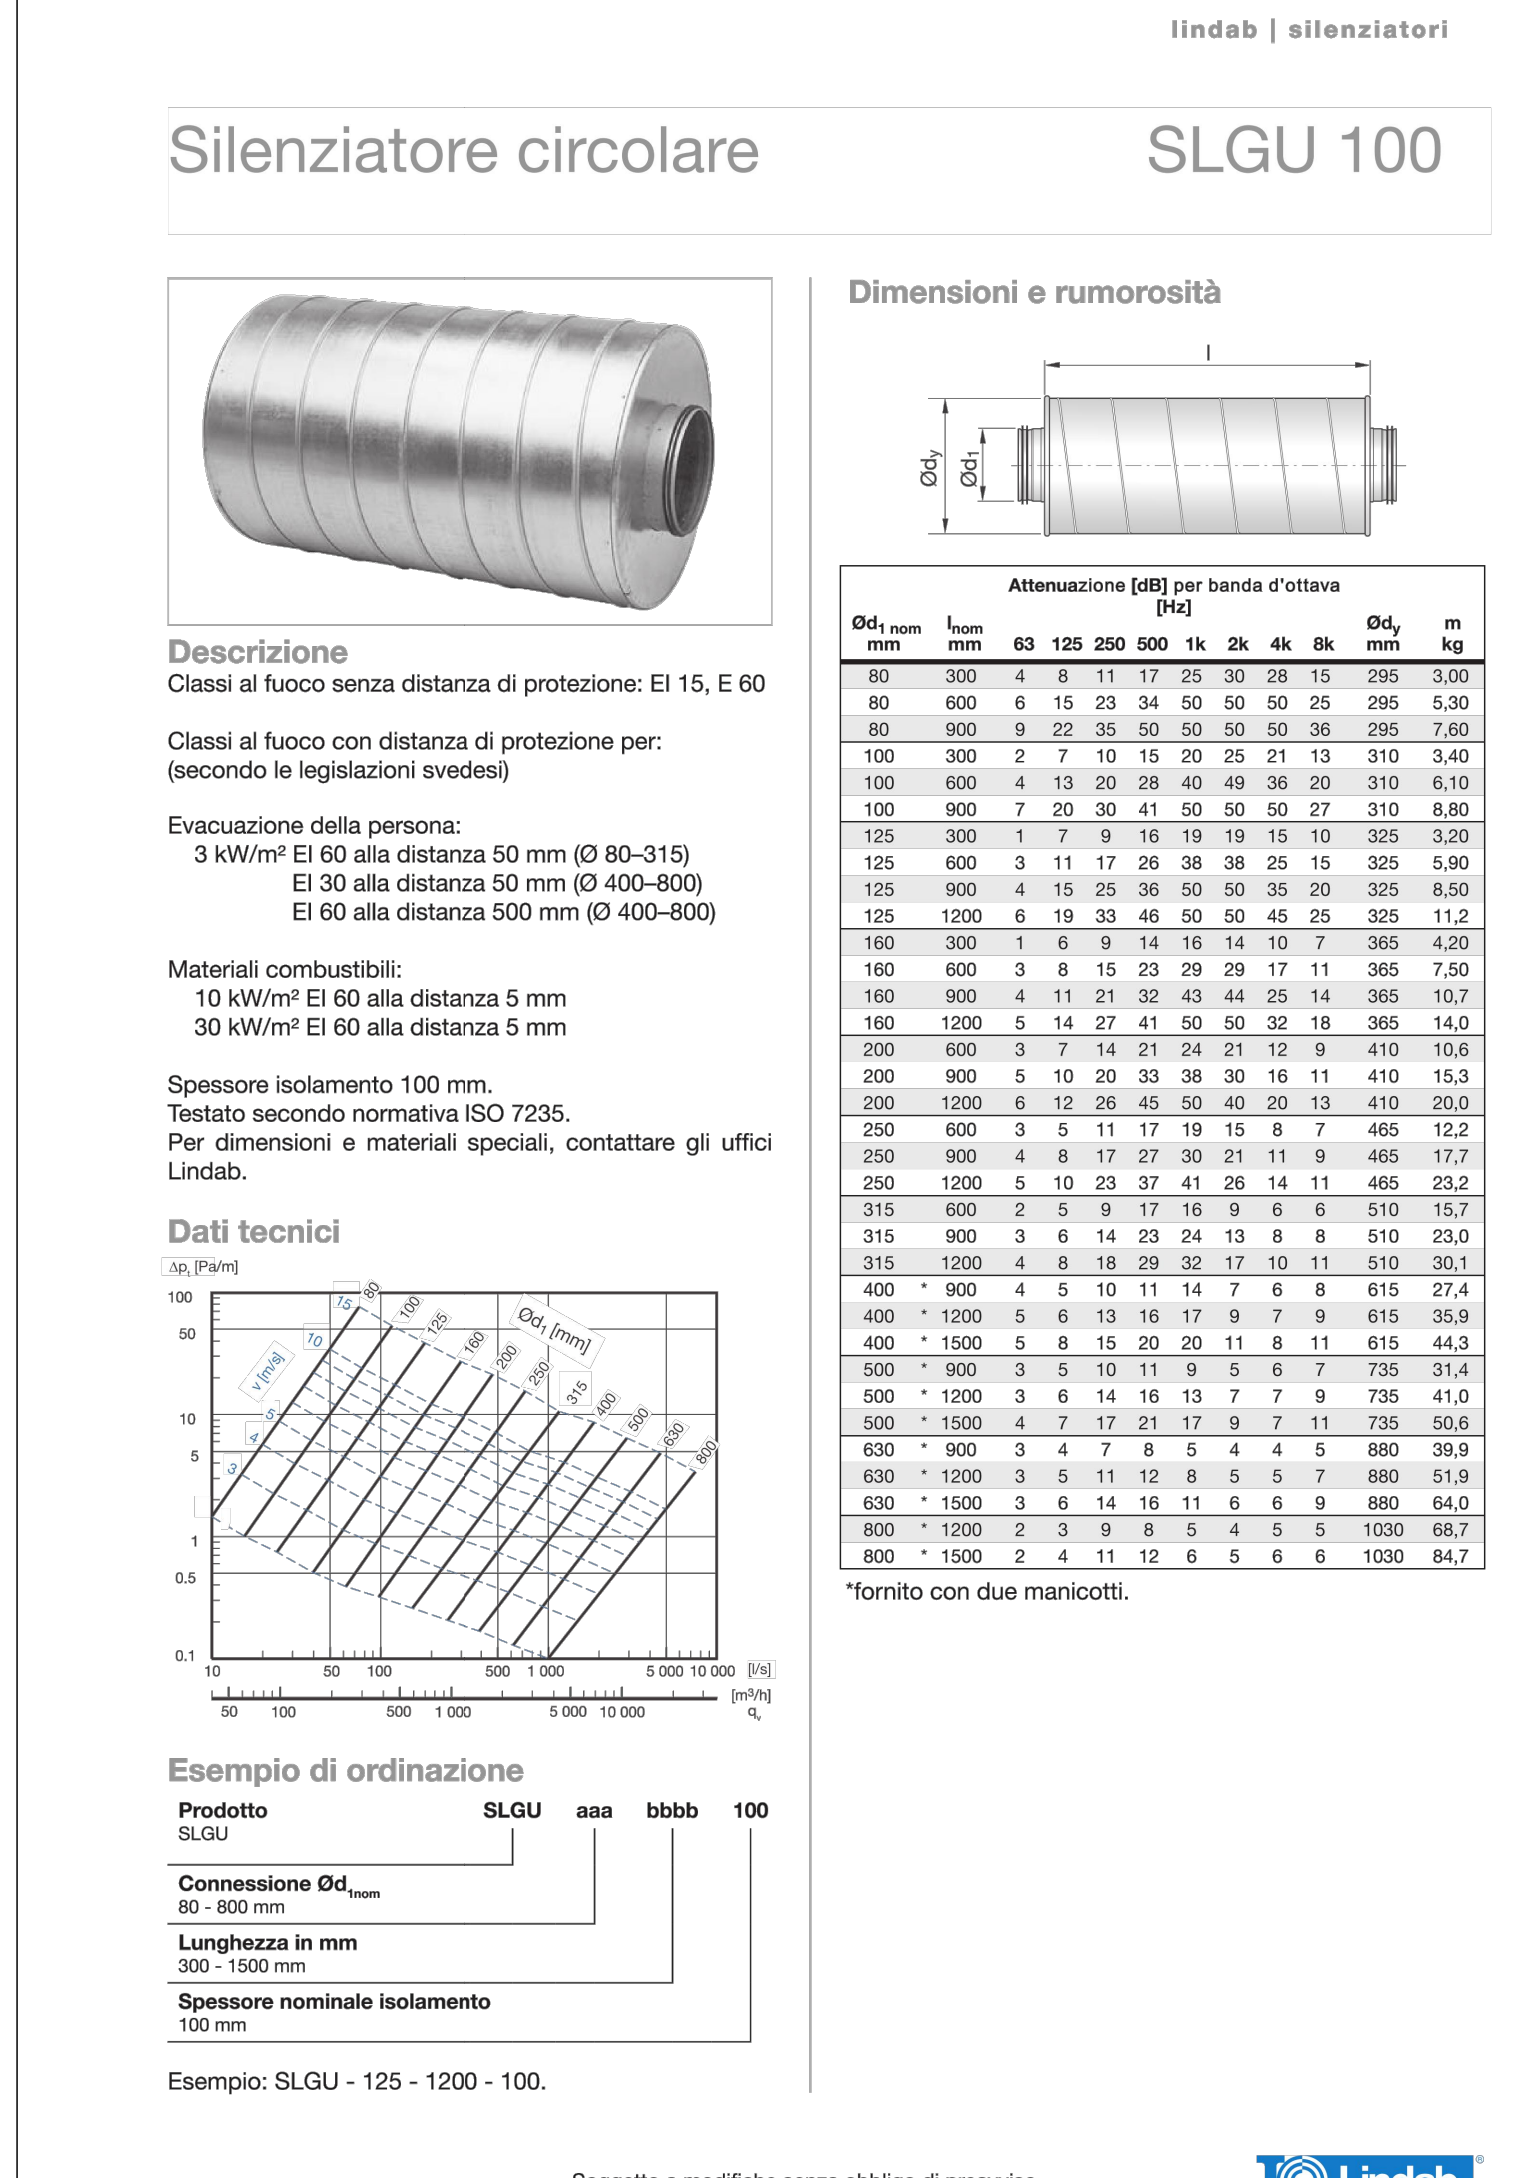 lindab | silenziatori
Silenziatore circolare SLGU 100
Descrizione
Classi al fuoco senza distanza di protezione: EI 15, E 60
Classi al fuoco con distanza di protezione per:
(secondo le legislazioni svedesi)
Evacuazione della persona:
3 kW/m² EI 60 alla distanza 50 mm (Ø 80–315)
EI 30 alla distanza 50 mm (Ø 400–800)
EI 60 alla distanza 500 mm (Ø 400–800)
Materiali combustibili:
10 kW/m² EI 60 alla distanza 5 mm
30 kW/m² EI 60 alla distanza 5 mm
Spessore isolamento 100 mm.
Testato secondo normativa ISO 7235.
Per dimensioni e materiali speciali, contattare gli uffici
Lindab.
Dati tecnici
Δpt [Pa/m]
100
50
10
5
1
0.5
0.1
v [m/s]
15
10
5
4
3
Ød1 [mm]
80
100
125
160
200
250
315
400
500
630
800
10 50 100 500 1 000 5 000 10 000 [l/s]
50 100 500 1 000 5 000 10 000 [m³/h]
qv
Esempio di ordinazione
Prodotto SLGU aaa bbbb 100
SLGU
Connessione Ød1nom
80 - 800 mm
Lunghezza in mm
300 - 1500 mm
Spessore nominale isolamento
100 mm
Esempio: SLGU - 125 - 1200 - 100.
Dimensioni e rumorosità
l
Ødy
Ød1
Attenuazione [dB] per banda d'ottava
[Hz]
Ød1 nom lnom Ødy m
mm mm 63 125 250 500 1k 2k 4k 8k mm kg
80 300 4 8 11 17 25 30 28 15 295 3,00
80 600 6 15 23 34 50 50 50 25 295 5,30
80 900 9 22 35 50 50 50 50 36 295 7,60
100 300 2 7 10 15 20 25 21 13 310 3,40
100 600 4 13 20 28 40 49 36 20 310 6,10
100 900 7 20 30 41 50 50 50 27 310 8,80
125 300 1 7 9 16 19 19 15 10 325 3,20
125 600 3 11 17 26 38 38 25 15 325 5,90
125 900 4 15 25 36 50 50 35 20 325 8,50
125 1200 6 19 33 46 50 50 45 25 325 11,2
160 300 1 6 9 14 16 14 10 7 365 4,20
160 600 3 8 15 23 29 29 17 11 365 7,50
160 900 4 11 21 32 43 44 25 14 365 10,7
160 1200 5 14 27 41 50 50 32 18 365 14,0
200 600 3 7 14 21 24 21 12 9 410 10,6
200 900 5 10 20 33 38 30 16 11 410 15,3
200 1200 6 12 26 45 50 40 20 13 410 20,0
250 600 3 5 11 17 19 15 8 7 465 12,2
250 900 4 8 17 27 30 21 11 9 465 17,7
250 1200 5 10 23 37 41 26 14 11 465 23,2
315 600 2 5 9 17 16 9 6 6 510 15,7
315 900 3 6 14 23 24 13 8 8 510 23,0
315 1200 4 8 18 29 32 17 10 11 510 30,1
400 * 900 4 5 10 11 14 7 6 8 615 27,4
400 * 1200 5 6 13 16 17 9 7 9 615 35,9
400 * 1500 5 8 15 20 20 11 8 11 615 44,3
500 * 900 3 5 10 11 9 5 6 7 735 31,4
500 * 1200 3 6 14 16 13 7 7 9 735 41,0
500 * 1500 4 7 17 21 17 9 7 11 735 50,6
630 * 900 3 4 7 8 5 4 4 5 880 39,9
630 * 1200 3 5 11 12 8 5 5 7 880 51,9
630 * 1500 3 6 14 16 11 6 6 9 880 64,0
800 * 1200 2 3 9 8 5 4 5 5 1030 68,7
800 * 1500 2 4 11 12 6 5 6 6 1030 84,7
*fornito con due manicotti.
Lindab ®